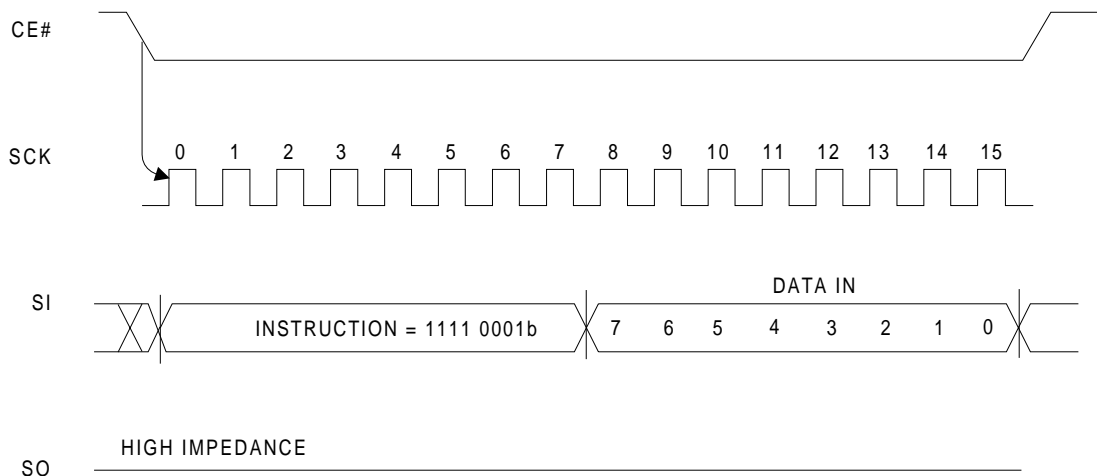 CE#
SCK
0 1 2 3 4 5 6 7 8 9 10 11 12 13 14 15
SI
DATA IN
INSTRUCTION = 1111 0001b
7 6 5 4 3 2 1 0
HIGH IMPEDANCE
SO